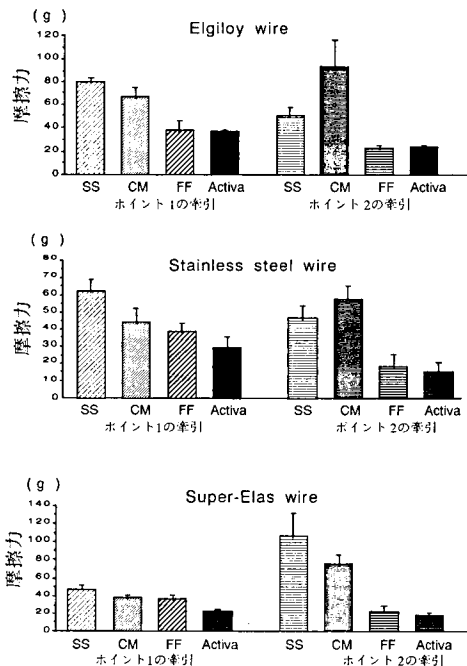 (g)
Elgiloy wire
摩擦力
120
100
80
60
40
20
0
SS CM FF Activa SS CM FF Activa
ポイント1の牽引 ポイント2の牽引
(g)
Stainless steel wire
摩擦力
80
70
60
50
40
30
20
10
0
SS CM FF Activa SS CM FF Activa
ポイント1の牽引 ポイント2の牽引
(g)
Super-Elas wire
摩擦力
140
120
100
80
60
40
20
0
SS CM FF Activa SS CM FF Activa
ポイント1の牽引 ポイント2の牽引